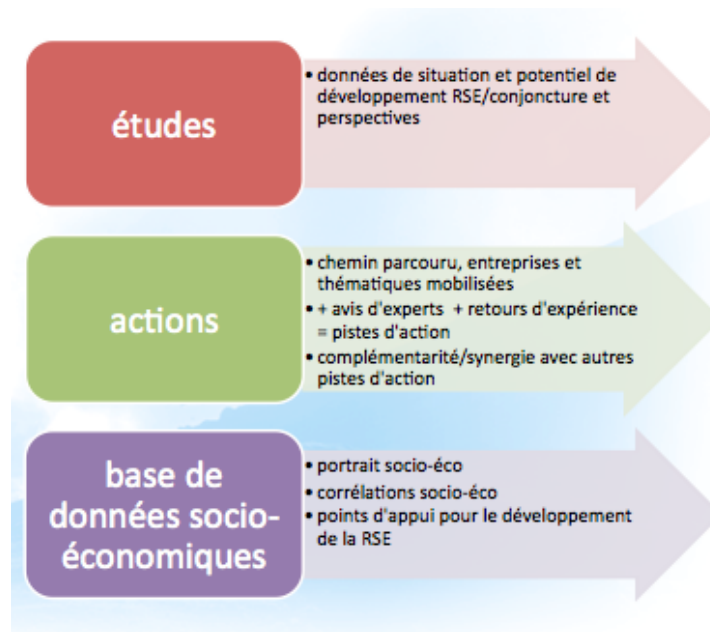 études
• données de situation et potentiel de
développement RSE/conjoncture et
perspectives
actions
• chemin parcouru, entreprises et
thématiques mobilisées
• + avis d'experts + retours d'expérience
= pistes d'action
• complémentarité/synergie avec autres
pistes d'action
base de
données socio-
économiques
• portrait socio-éco
• corrélations socio-éco
• points d'appui pour le développement
de la RSE